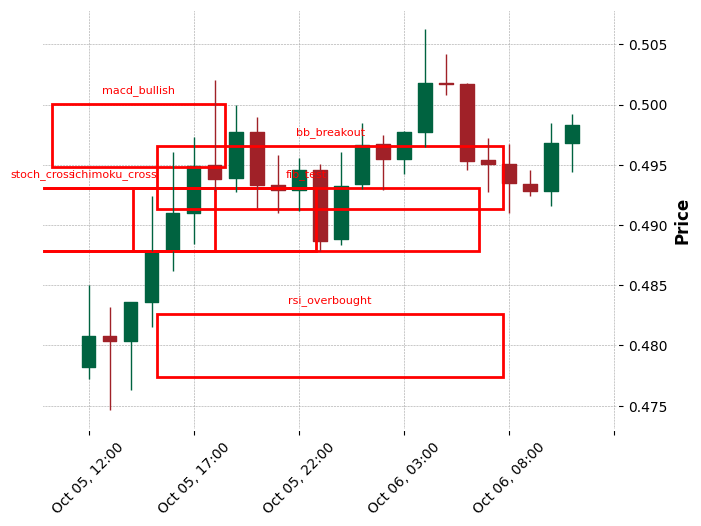 macd_bullish
bb_breakout
stoch_cross
ichimoku_cross
rsi_overbought
0.505
0.500
0.495
0.490
0.485
0.480
0.475
Price
Oct 05, 12:00
Oct 05, 17:00
Oct 05, 22:00
Oct 06, 03:00
Oct 06, 08:00